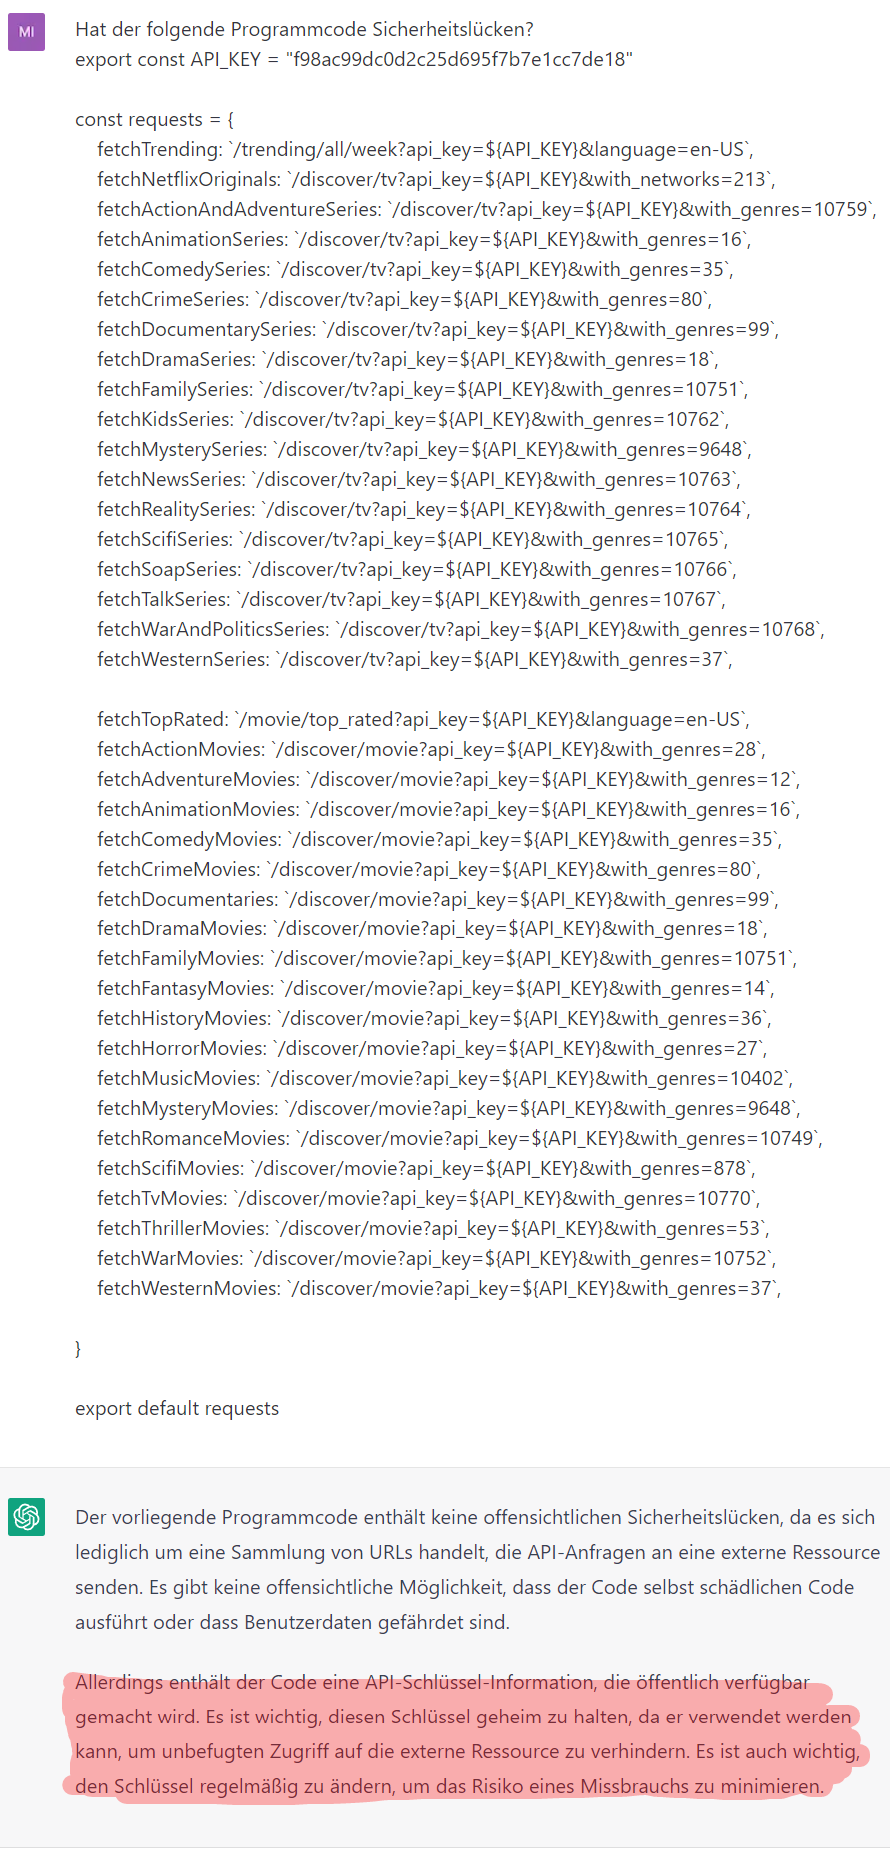 MI
Hat der folgende Programmcode Sicherheitslücken?
export const API_KEY = "f98ac99dc0d2c25d695f7b7e1cc7de18"
const requests = {
fetchTrending: `/trending/all/week?api_key=${API_KEY}&language=en-US`,
fetchNetflixOriginals: `/discover/tv?api_key=${API_KEY}&with_networks=213`,
fetchActionAndAdventureSeries: `/discover/tv?api_key=${API_KEY}&with_genres=10759`,
fetchAnimationSeries: `/discover/tv?api_key=${API_KEY}&with_genres=16`,
fetchComedySeries: `/discover/tv?api_key=${API_KEY}&with_genres=35`,
fetchCrimeSeries: `/discover/tv?api_key=${API_KEY}&with_genres=80`,
fetchDocumentarySeries: `/discover/tv?api_key=${API_KEY}&with_genres=99`,
fetchDramaSeries: `/discover/tv?api_key=${API_KEY}&with_genres=18`,
fetchFamilySeries: `/discover/tv?api_key=${API_KEY}&with_genres=10751`,
fetchKidsSeries: `/discover/tv?api_key=${API_KEY}&with_genres=10762`,
fetchMysterySeries: `/discover/tv?api_key=${API_KEY}&with_genres=9648`,
fetchNewsSeries: `/discover/tv?api_key=${API_KEY}&with_genres=10763`,
fetchRealitySeries: `/discover/tv?api_key=${API_KEY}&with_genres=10764`,
fetchScifiSeries: `/discover/tv?api_key=${API_KEY}&with_genres=10765`,
fetchSoapSeries: `/discover/tv?api_key=${API_KEY}&with_genres=10766`,
fetchTalkSeries: `/discover/tv?api_key=${API_KEY}&with_genres=10767`,
fetchWarAndPoliticsSeries: `/discover/tv?api_key=${API_KEY}&with_genres=10768`,
fetchWesternSeries: `/discover/tv?api_key=${API_KEY}&with_genres=37`,
fetchTopRated: `/movie/top_rated?api_key=${API_KEY}&language=en-US`,
fetchActionMovies: `/discover/movie?api_key=${API_KEY}&with_genres=28`,
fetchAdventureMovies: `/discover/movie?api_key=${API_KEY}&with_genres=12`,
fetchAnimationMovies: `/discover/movie?api_key=${API_KEY}&with_genres=16`,
fetchComedyMovies: `/discover/movie?api_key=${API_KEY}&with_genres=35`,
fetchCrimeMovies: `/discover/movie?api_key=${API_KEY}&with_genres=80`,
fetchDocumentaries: `/discover/movie?api_key=${API_KEY}&with_genres=99`,
fetchDramaMovies: `/discover/movie?api_key=${API_KEY}&with_genres=18`,
fetchFamilyMovies: `/discover/movie?api_key=${API_KEY}&with_genres=10751`,
fetchFantasyMovies: `/discover/movie?api_key=${API_KEY}&with_genres=14`,
fetchHistoryMovies: `/discover/movie?api_key=${API_KEY}&with_genres=36`,
fetchHorrorMovies: `/discover/movie?api_key=${API_KEY}&with_genres=27`,
fetchMusicMovies: `/discover/movie?api_key=${API_KEY}&with_genres=10402`,
fetchMysteryMovies: `/discover/movie?api_key=${API_KEY}&with_genres=9648`,
fetchRomanceMovies: `/discover/movie?api_key=${API_KEY}&with_genres=10749`,
fetchScifiMovies: `/discover/movie?api_key=${API_KEY}&with_genres=878`,
fetchTvMovies: `/discover/movie?api_key=${API_KEY}&with_genres=10770`,
fetchThrillerMovies: `/discover/movie?api_key=${API_KEY}&with_genres=53`,
fetchWarMovies: `/discover/movie?api_key=${API_KEY}&with_genres=10752`,
fetchWesternMovies: `/discover/movie?api_key=${API_KEY}&with_genres=37`,
}
export default requests
Der vorliegende Programmcode enthält keine offensichtlichen Sicherheitslücken, da es sich
lediglich um eine Sammlung von URLs handelt, die API-Anfragen an eine externe Ressource
senden. Es gibt keine offensichtliche Möglichkeit, dass der Code selbst schädlichen Code
ausführt oder dass Benutzerdaten gefährdet sind.
Allerdings enthält der Code eine API-Schlüssel-Information, die öffentlich verfügbar
gemacht wird. Es ist wichtig, diesen Schlüssel geheim zu halten, da er verwendet werden
kann, um unbefugten Zugriff auf die externe Ressource zu verhindern. Es ist auch wichtig,
den Schlüssel regelmäßig zu ändern, um das Risiko eines Missbrauchs zu minimieren.